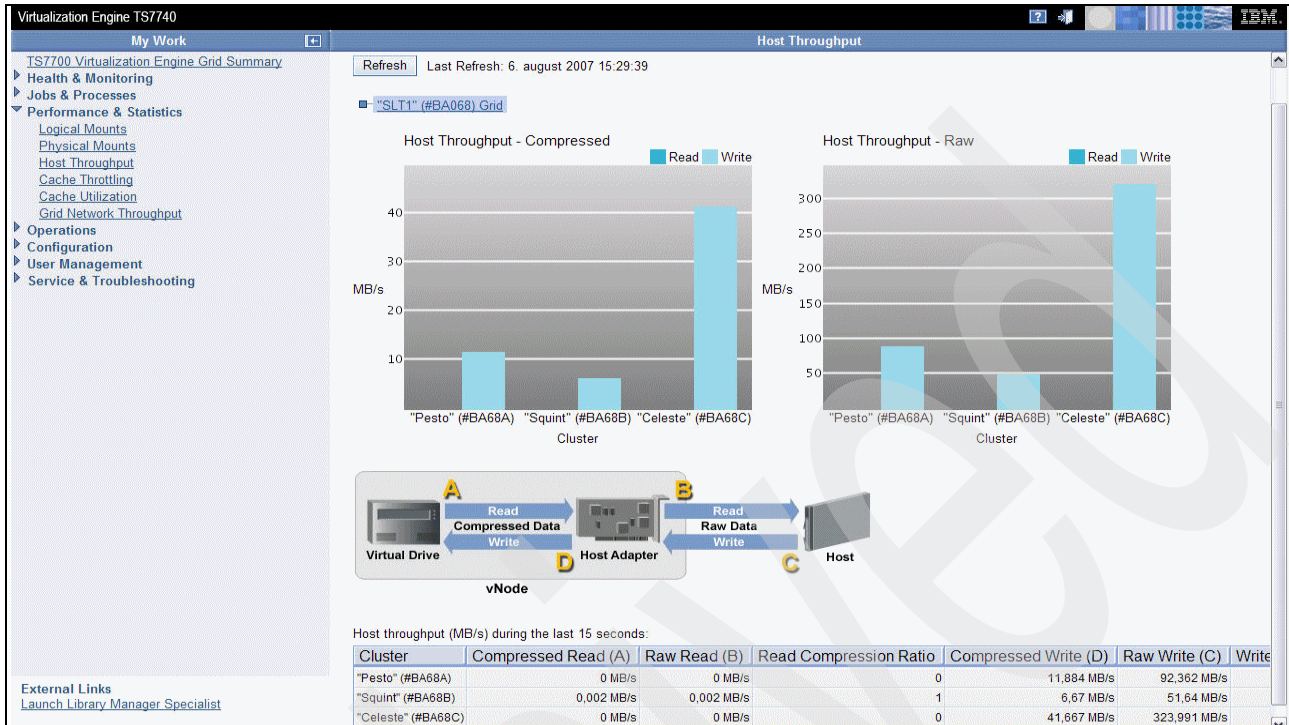 Virtualization Engine TS7740
?
IBM.
My Work
Host Throughput
TS7700 Virtualization Engine Grid Summary
Health & Monitoring
Jobs & Processes
Performance & Statistics
Logical Mounts
Physical Mounts
Host Throughput
Cache Throttling
Cache Utilization
Grid Network Throughput
Operations
Configuration
User Management
Service & Troubleshooting
External Links
Launch Library Manager Specialist
Refresh Last Refresh: 6. august 2007 15:29:39
"SLT1" (#BA068) Grid
Host Throughput - Compressed
Read Write
40
30
MB/s
20
10
"Pesto" (#BA68A) "Squint" (#BA68B) "Celeste" (#BA68C)
Cluster
Host Throughput - Raw
Read Write
300
250
200
MB/s
150
100
50
"Pesto" (#BA68A) "Squint" (#BA68B) "Celeste" (#BA68C)
Cluster
A B
Read Read
Compressed Data Raw Data
Write Write
Virtual Drive D Host Adapter C Host
vNode
Host throughput (MB/s) during the last 15 seconds:
Cluster Compressed Read (A) Raw Read (B) Read Compression Ratio Compressed Write (D) Raw Write (C) Write
"Pesto" (#BA68A) 0 MB/s 0 MB/s 0 11,884 MB/s 92,362 MB/s
"Squint" (#BA68B) 0,002 MB/s 0,002 MB/s 1 6,67 MB/s 51,64 MB/s
"Celeste" (#BA68C) 0 MB/s 0 MB/s 0 41,667 MB/s 323,991 MB/s